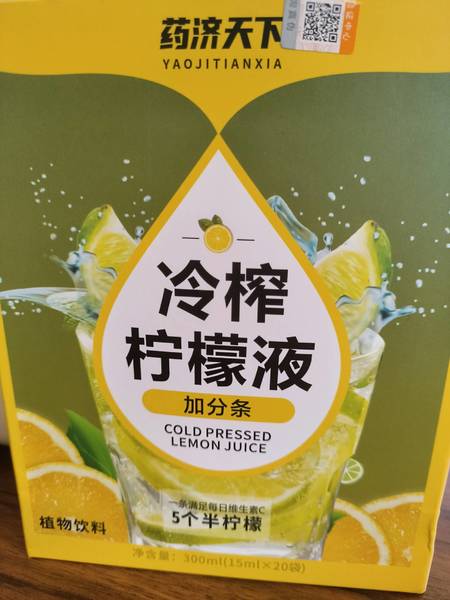 药济天下
YAOJITIANXIA
冷榨
柠檬液
加分条
COLD PRESSED
LEMON JUICE
一条满足每日维生素C
5个半柠檬
植物饮料
净含量：300ml(15ml×20袋)